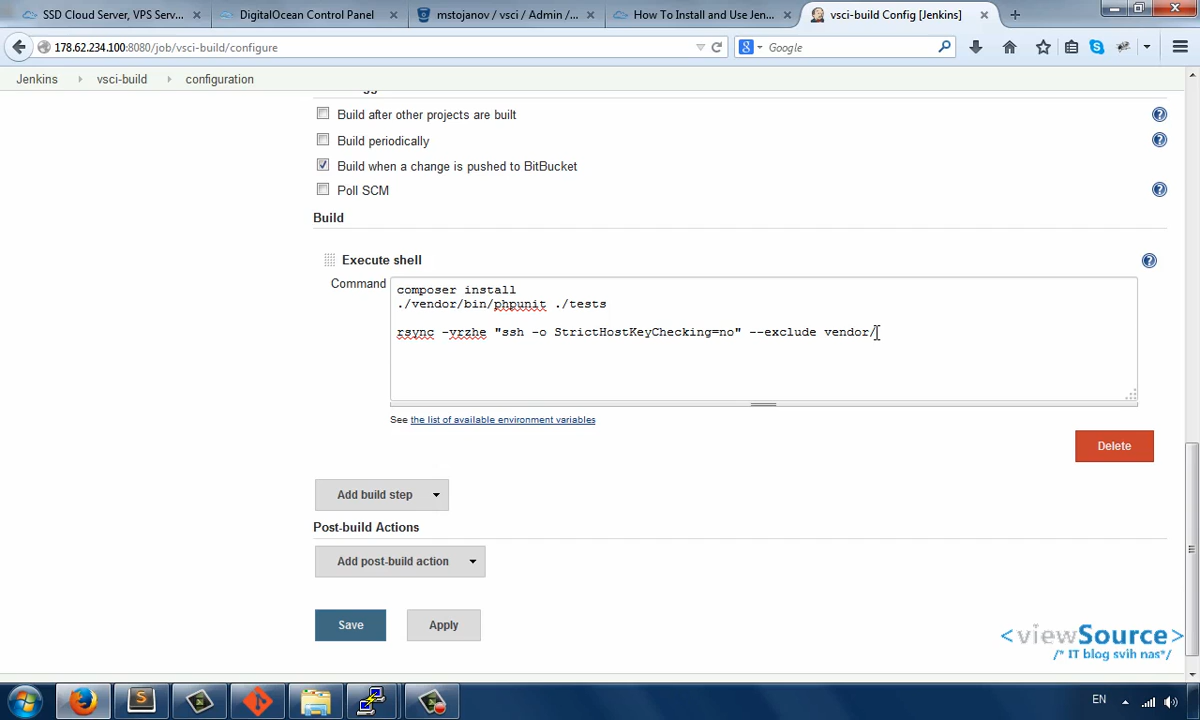 SSD Cloud Server, VPS Serv...
DigitalOcean Control Panel
mstojanov / vsci / Admin /...
How To Install and Use Jen...
vsci-build Config [Jenkins]
178.62.234.100:8080/job/vsci-build/configure
Google
Jenkins
vsci-build
configuration
Build after other projects are built
Build periodically
Build when a change is pushed to BitBucket
Poll SCM
Build
Execute shell
Command
composer install
./vendor/bin/phpunit ./tests
rsync -vrzhe "ssh -o StrictHostKeyChecking=no" --exclude vendor/
See the list of available environment variables
Delete
Add build step
Post-build Actions
Add post-build action
Save
Apply
<viewSource>
/* IT blog svih nas*/
EN